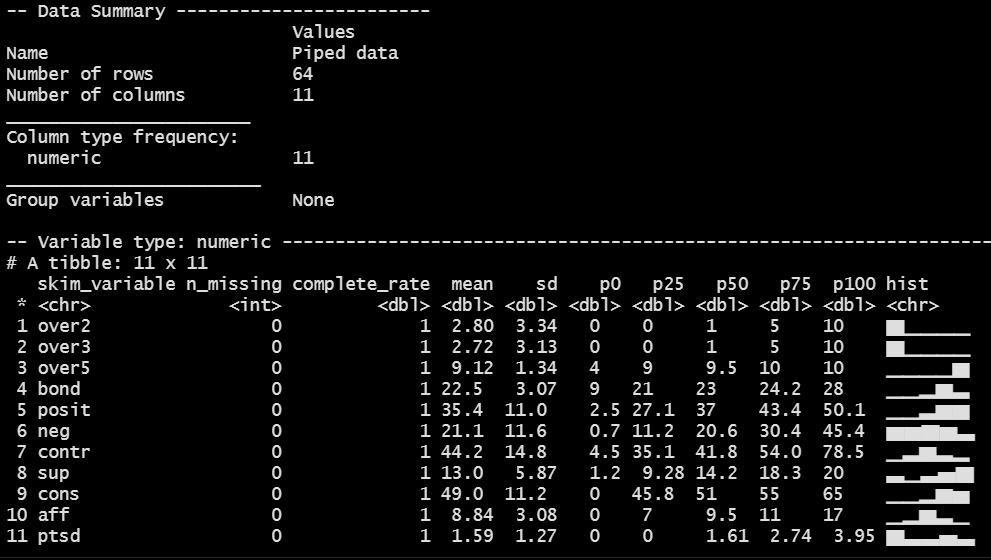 -- Data Summary ------------------------
                           Values
Name                       Piped data
Number of rows             64
Number of columns          11
_______________________
Column type frequency:
  numeric                  11
________________________
Group variables            None

-- Variable type: numeric --------------------------------------------------------------------
# A tibble: 11 x 11
   skim_variable n_missing complete_rate  mean    sd    p0   p25   p50   p75  p100 hist
 * <chr>             <int>         <dbl> <dbl> <dbl> <dbl> <dbl> <dbl> <dbl> <dbl> <chr>
 1 over2                 0             1  2.80  3.34   0    0     1     5    10    ▇▁▁▁▁
 2 over3                 0             1  2.72  3.13   0    0     1     5    10    ▇▁▁▁▁
 3 over5                 0             1  9.12  1.34   4    9     9.5  10    10    ▁▁▁▁▇
 4 bond                  0             1 22.5   3.07   9   21    23    24.2  28    ▁▁▂▇▂
 5 posit                 0             1 35.4  11.0    2.5 27.1  37    43.4  50.1  ▁▁▂▇▇
 6 neg                   0             1 21.1  11.6    0.7 11.2  20.6  30.4  45.4  ▆▆▇▆▂
 7 contr                 0             1 44.2  14.8    4.5 35.1  41.8  54.0  78.5  ▁▂▇▂▁
 8 sup                   0             1 13.0   5.87   1.2  9.28 14.2  18.3  20    ▂▁▂▃▇
 9 cons                  0             1 49.0  11.2    0   45.8  51    55    65    ▁▁▂▇▆
10 aff                   0             1  8.84  3.08   0    7     9.5  11    17    ▁▂▇▂▁
11 ptsd                  0             1  1.59  1.27   0    0     1.61  2.74  3.95 ▇▁▁▃▂